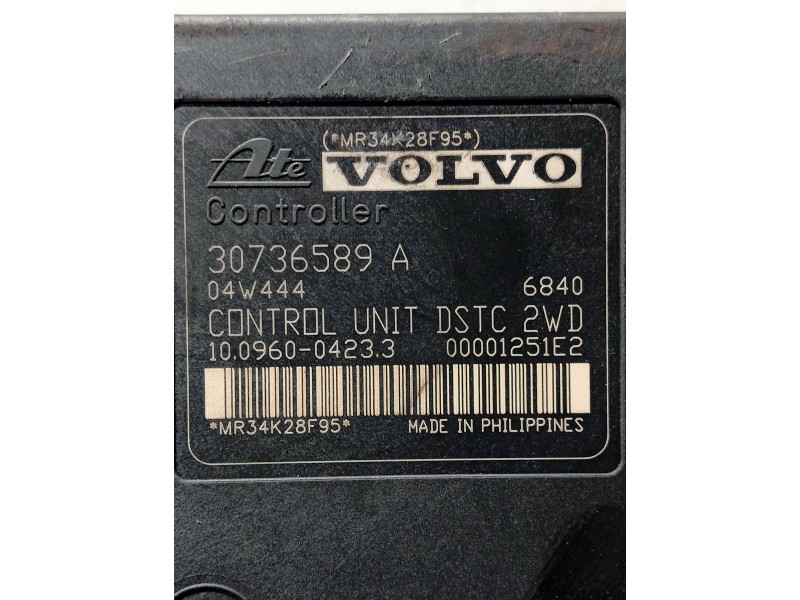 (*MR34K28F95*)
Ate VOLVO
Controller
30736589 A
04W444 6840
CONTROL UNIT DSTC 2WD
10.0960-0423.3 00001251E2
*MR34K28F95* MADE IN PHILIPPINES